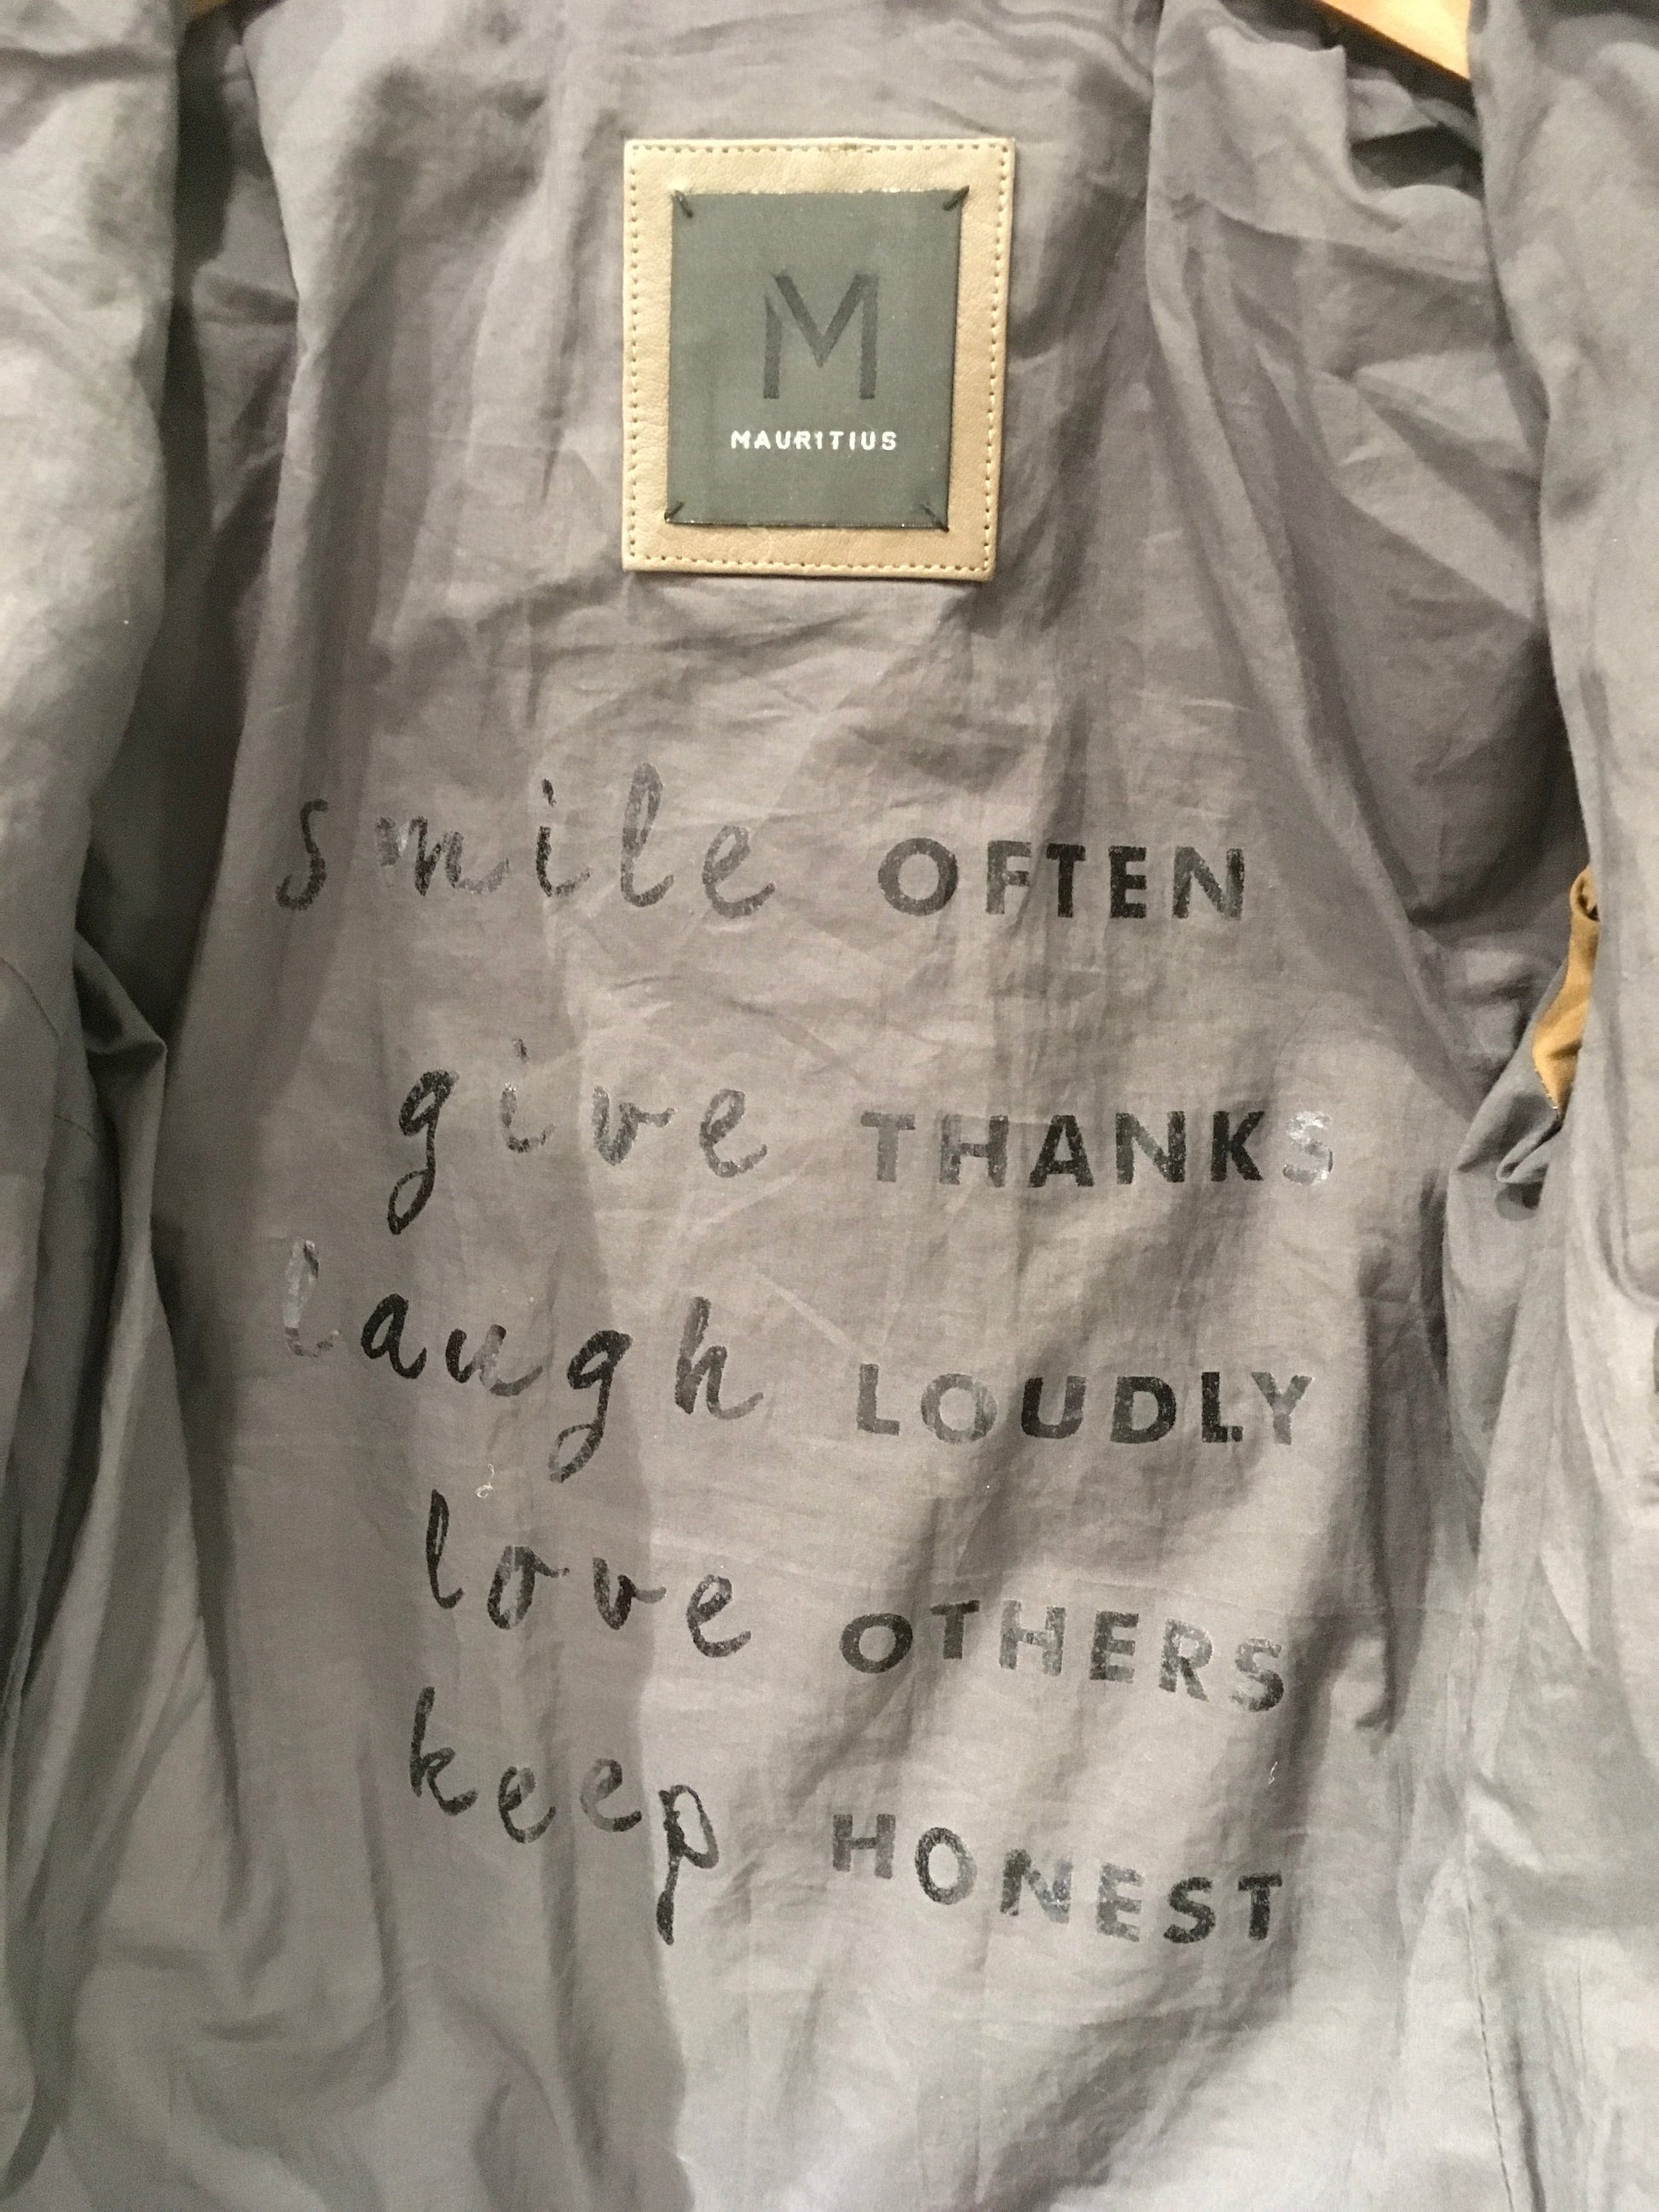 M
MAURITIUS
smile OFTEN
give THANKS
laugh LOUDLY
love OTHERS
keep HONEST